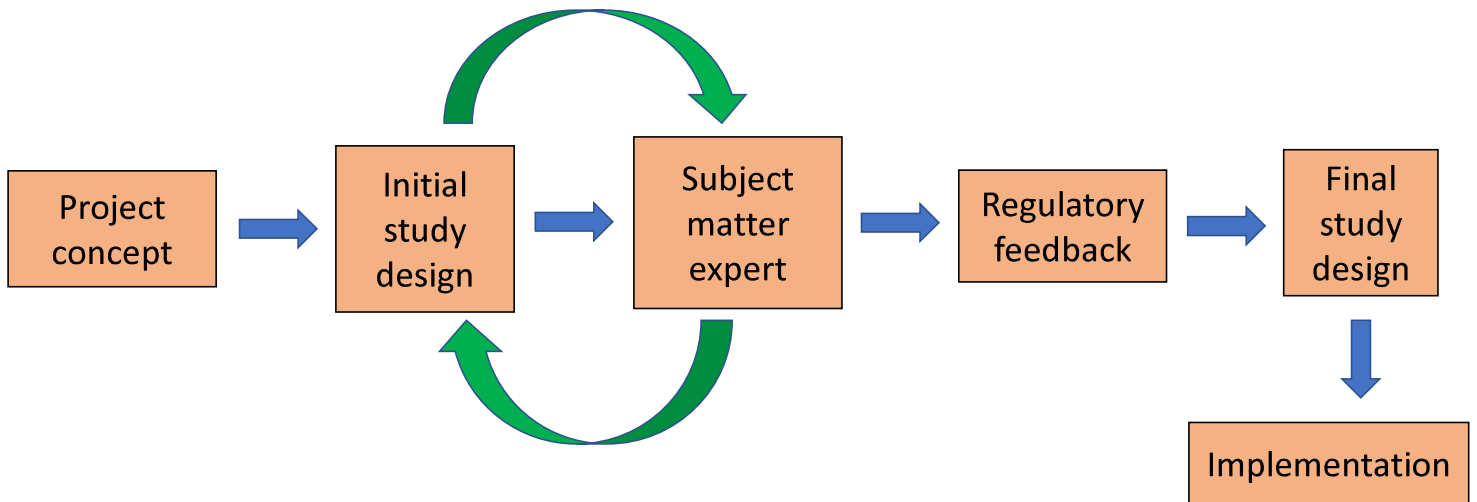 Project
concept
Initial
study
design
Subject
matter
expert
Regulatory
feedback
Final
study
design
Implementation